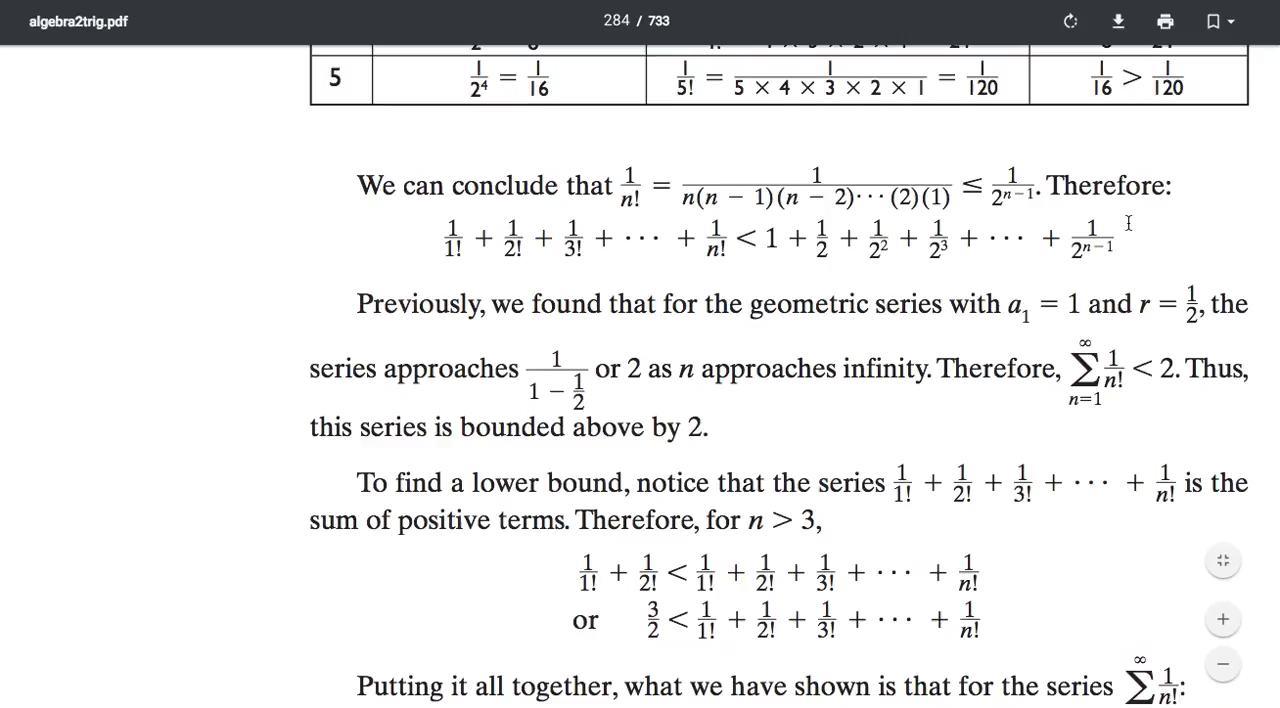 algebra2trig.pdf 284 / 733
5 1/2⁴ = 1/16 1/5! = 1/(5 × 4 × 3 × 2 × 1) = 1/120 1/16 > 1/120
We can conclude that 1/n! = 1/(n(n − 1)(n − 2)···(2)(1)) ≤ 1/2ⁿ⁻¹. Therefore:
1/1! + 1/2! + 1/3! + ··· + 1/n! < 1 + 1/2 + 1/2² + 1/2³ + ··· + 1/2ⁿ⁻¹
Previously, we found that for the geometric series with a₁ = 1 and r = 1/2, the
series approaches 1/(1 − 1/2) or 2 as n approaches infinity. Therefore, ∞∑n=1 1/n! < 2. Thus,
this series is bounded above by 2.
To find a lower bound, notice that the series 1/1! + 1/2! + 1/3! + ··· + 1/n! is the
sum of positive terms. Therefore, for n > 3,
1/1! + 1/2! < 1/1! + 1/2! + 1/3! + ··· + 1/n!
or 3/2 < 1/1! + 1/2! + 1/3! + ··· + 1/n!
Putting it all together, what we have shown is that for the series ∞∑ 1/n!: